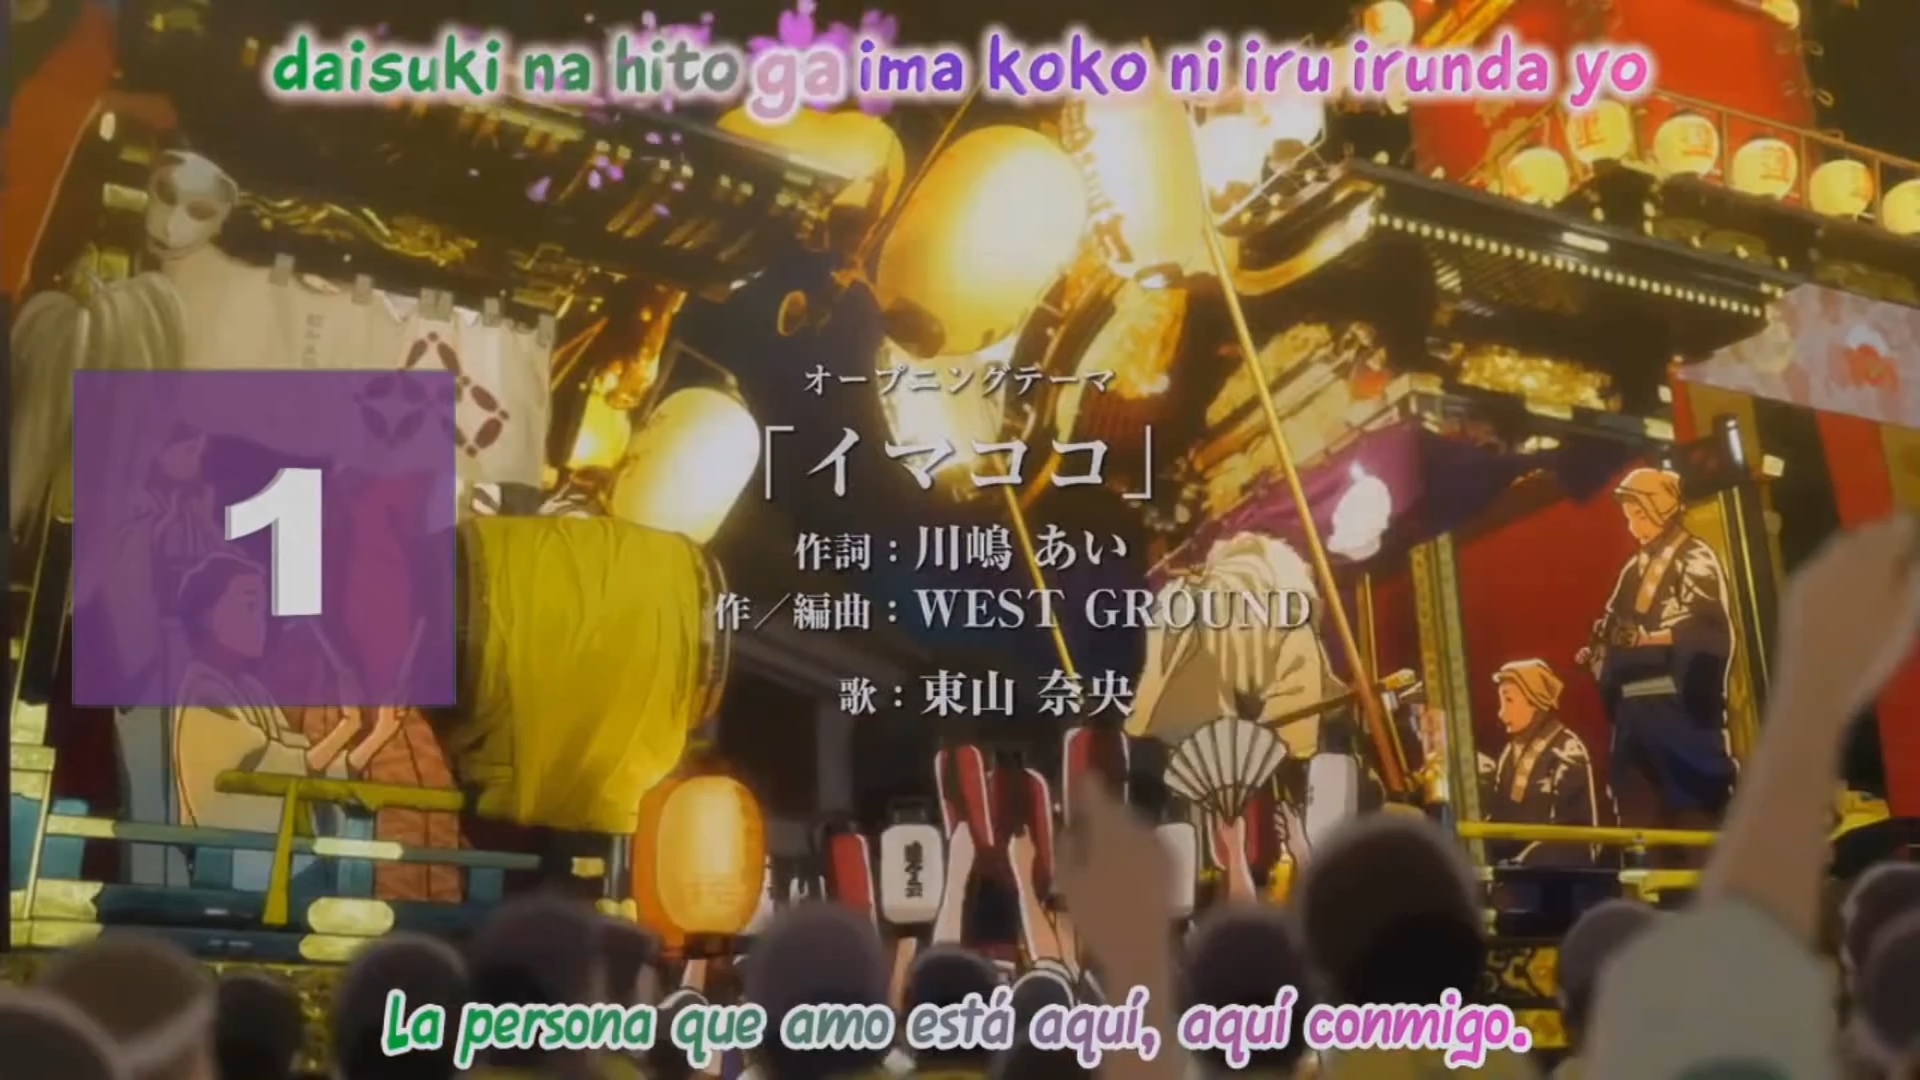 daisuki na hito ga ima koko ni iru irunda yo
オープニングテーマ
「イマココ」
1
作詞：川嶋 あい
作／編曲：WEST GROUND
歌：東山 奈央
La persona que amo está aquí, aquí conmigo.